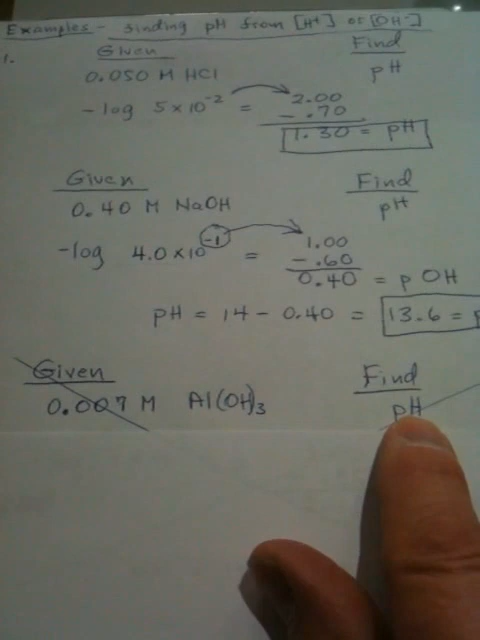 Examples - finding pH from [H⁺] or [OH⁻]
1. Given Find
0.050 M HCl pH
-log 5×10⁻² = 2.00
- .70
1.30 = pH
Given Find
0.40 M NaOH pH
-log 4.0×10⁻¹ = 1.00
- .60
0.40 = pOH
pH = 14 - 0.40 = 13.6 = p
Given Find
0.007 M Al(OH)₃ pH